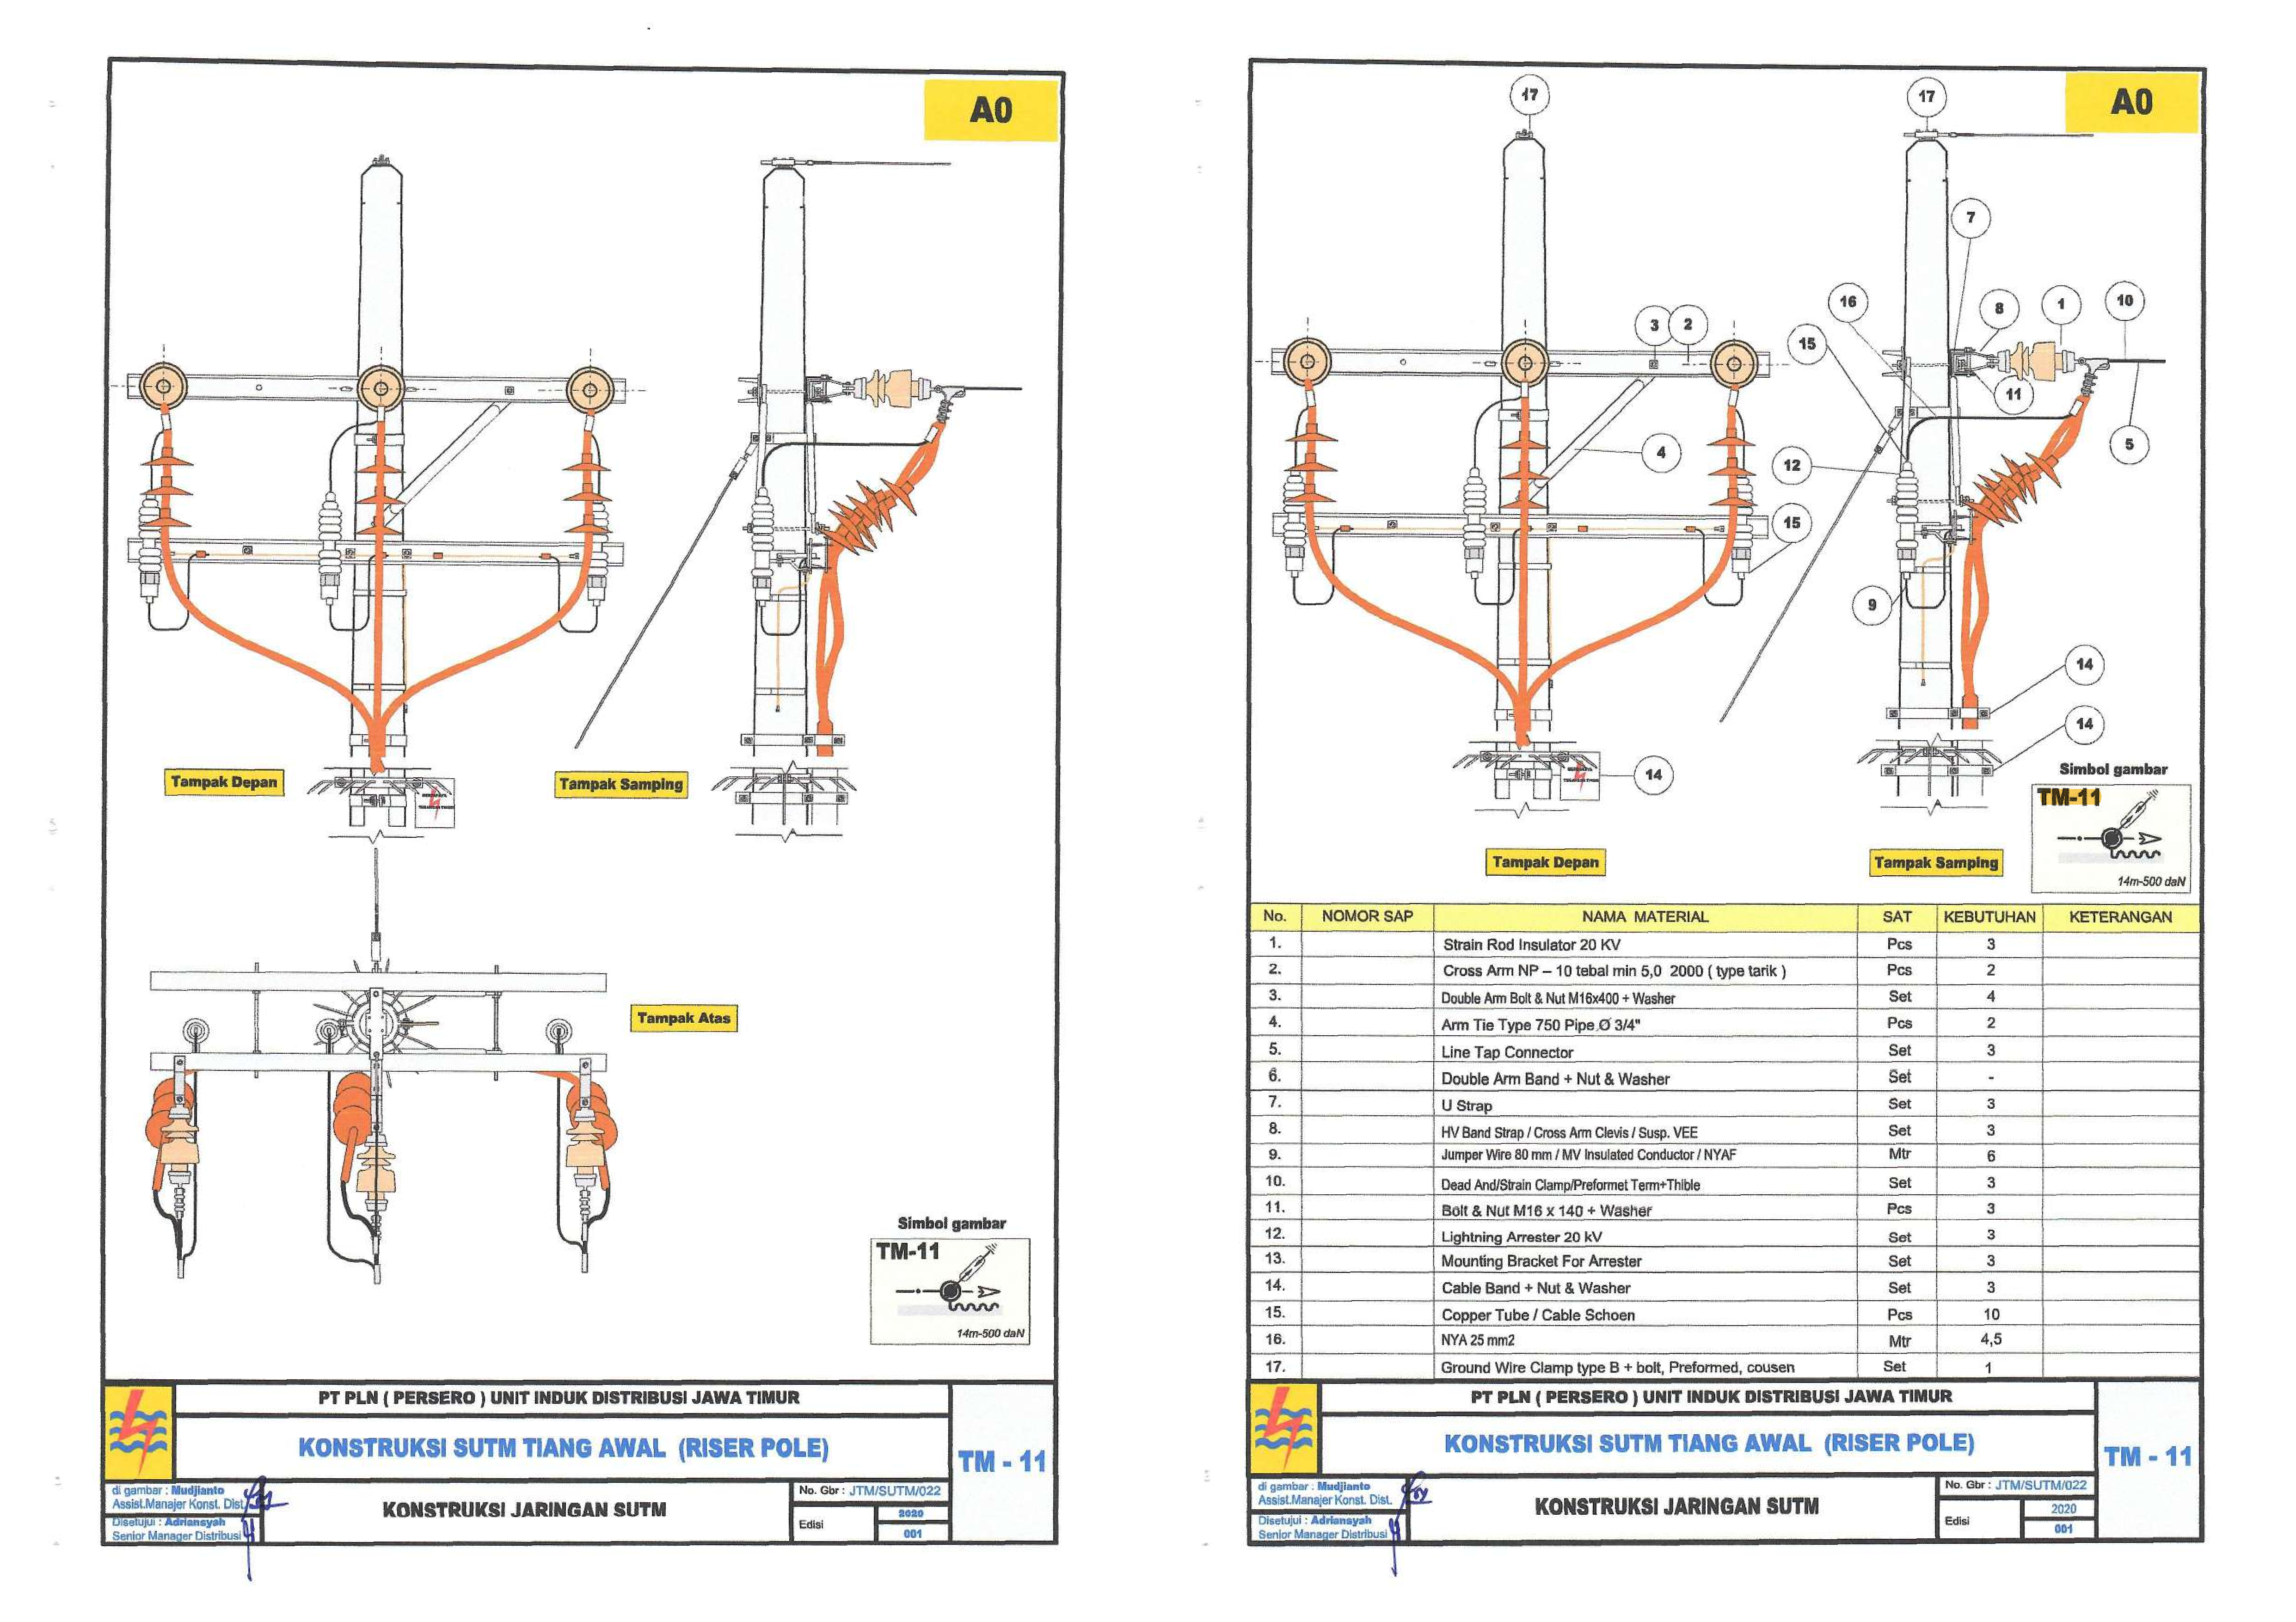 A0
Tampak Depan
Tampak Samping
Tampak Atas
Simbol gambar
TM-11
14m-500 daN
PT PLN ( PERSERO ) UNIT INDUK DISTRIBUSI JAWA TIMUR
KONSTRUKSI SUTM TIANG AWAL (RISER POLE)
TM - 11
di gambar : Mudjianto
Assist.Manajer Konst. Dist.
Disetujui : Adriansyah
Senior Manager Distribusi
KONSTRUKSI JARINGAN SUTM
No. Gbr : JTM/SUTM/022
Edisi
2020
001
A0
17
17
7
16
8
1
10
3
2
15
11
4
12
5
15
9
14
14
14
Simbol gambar
TM-11
14m-500 daN
Tampak Depan
Tampak Samping
No. NOMOR SAP NAMA MATERIAL SAT KEBUTUHAN KETERANGAN
1. Strain Rod Insulator 20 KV Pcs 3
2. Cross Arm NP – 10 tebal min 5,0 2000 ( type tarik ) Pcs 2
3. Double Arm Bolt & Nut M16x400 + Washer Set 4
4. Arm Tie Type 750 Pipe Ø 3/4" Pcs 2
5. Line Tap Connector Set 3
6. Double Arm Band + Nut & Washer Set -
7. U Strap Set 3
8. HV Band Strap / Cross Arm Clevis / Susp. VEE Set 3
9. Jumper Wire 80 mm / MV Insulated Conductor / NYAF Mtr 6
10. Dead And/Strain Clamp/Preformet Term+Thible Set 3
11. Bolt & Nut M16 x 140 + Washer Pcs 3
12. Lightning Arrester 20 kV Set 3
13. Mounting Bracket For Arrester Set 3
14. Cable Band + Nut & Washer Set 3
15. Copper Tube / Cable Schoen Pcs 10
16. NYA 25 mm2 Mtr 4,5
17. Ground Wire Clamp type B + bolt, Preformed, cousen Set 1
PT PLN ( PERSERO ) UNIT INDUK DISTRIBUSI JAWA TIMUR
KONSTRUKSI SUTM TIANG AWAL (RISER POLE)
TM - 11
di gambar : Mudjianto
Assist.Manajer Konst. Dist.
Disetujui : Adriansyah
Senior Manager Distribusi
KONSTRUKSI JARINGAN SUTM
No. Gbr : JTM/SUTM/022
Edisi
2020
001